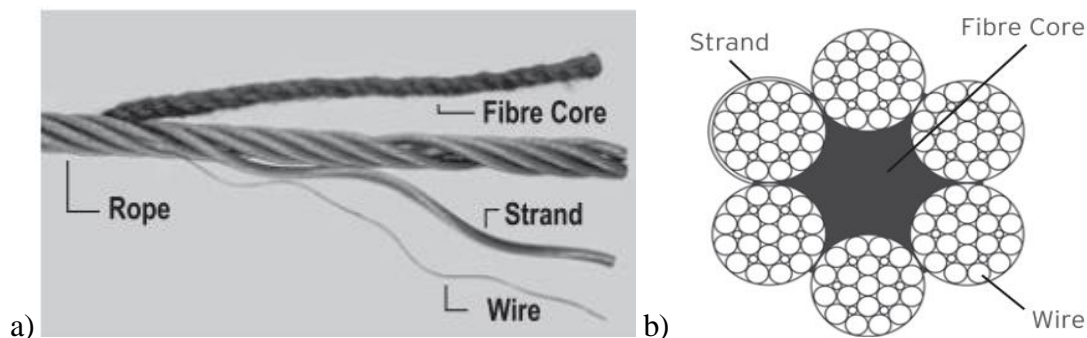 Fibre Core
Rope
Strand
Wire
a)
Strand
Fibre Core
Wire
b)